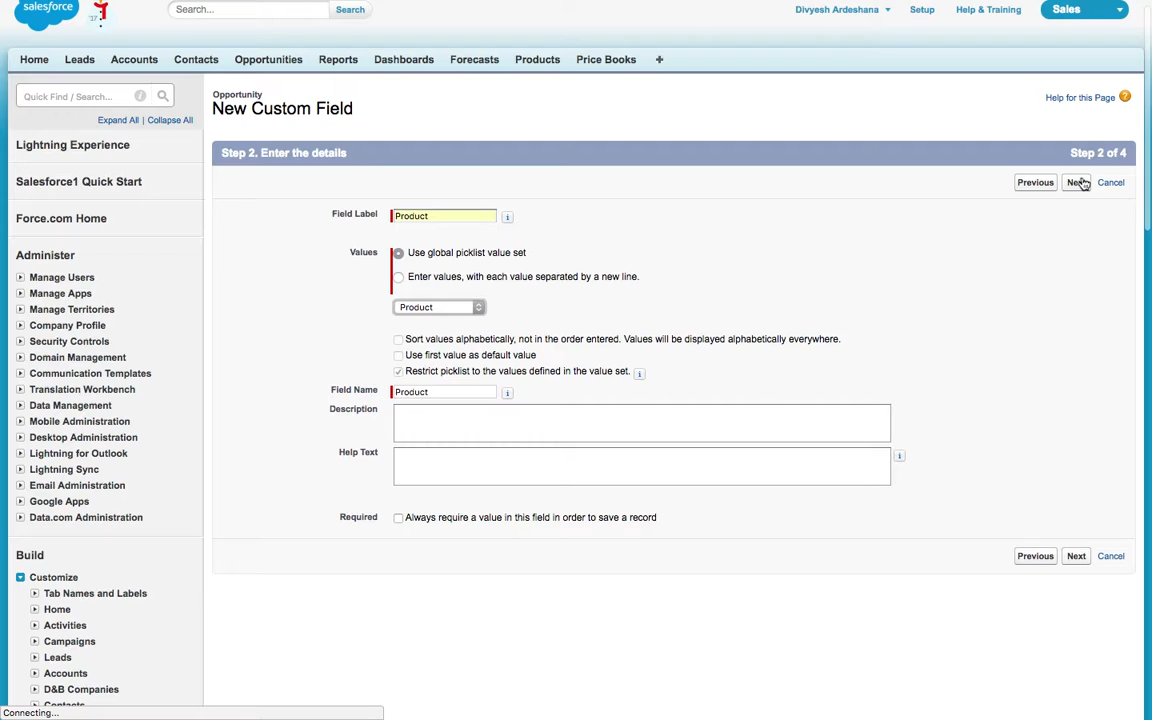 salesforce
'17
Search...
Search
Divyesh Ardeshana
Setup
Help & Training
Sales
Home
Leads
Accounts
Contacts
Opportunities
Reports
Dashboards
Forecasts
Products
Price Books
+
Quick Find / Search...
Expand All | Collapse All
Lightning Experience
Salesforce1 Quick Start
Force.com Home
Administer
Manage Users
Manage Apps
Manage Territories
Company Profile
Security Controls
Domain Management
Communication Templates
Translation Workbench
Data Management
Mobile Administration
Desktop Administration
Lightning for Outlook
Lightning Sync
Email Administration
Google Apps
Data.com Administration
Build
Customize
Tab Names and Labels
Home
Activities
Campaigns
Leads
Accounts
D&B Companies
Contacts
Connecting...
Opportunity
New Custom Field
Help for this Page
Step 2. Enter the details
Step 2 of 4
Previous
Next
Cancel
Field Label
Product
Values
Use global picklist value set
Enter values, with each value separated by a new line.
Product
Sort values alphabetically, not in the order entered. Values will be displayed alphabetically everywhere.
Use first value as default value
Restrict picklist to the values defined in the value set.
Field Name
Product
Description
Help Text
Required
Always require a value in this field in order to save a record
Previous
Next
Cancel